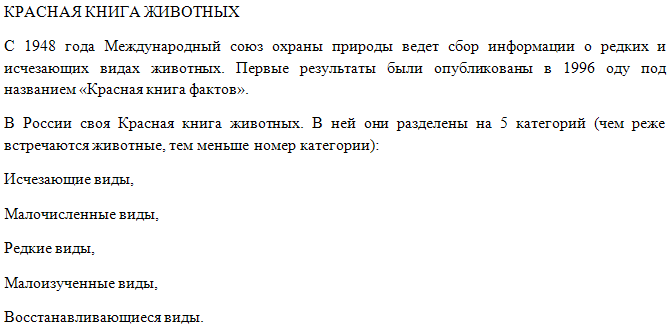 КРАСНАЯ КНИГА ЖИВОТНЫХ
С 1948 года Международный союз охраны природы ведет сбор информации о редких и
исчезающих видах животных. Первые результаты были опубликованы в 1996 оду под
названием «Красная книга фактов».
В России своя Красная книга животных. В ней они разделены на 5 категорий (чем реже
встречаются животные, тем меньше номер категории):
Исчезающие виды,
Малочисленные виды,
Редкие виды,
Малоизученные виды,
Восстанавливающиеся виды.